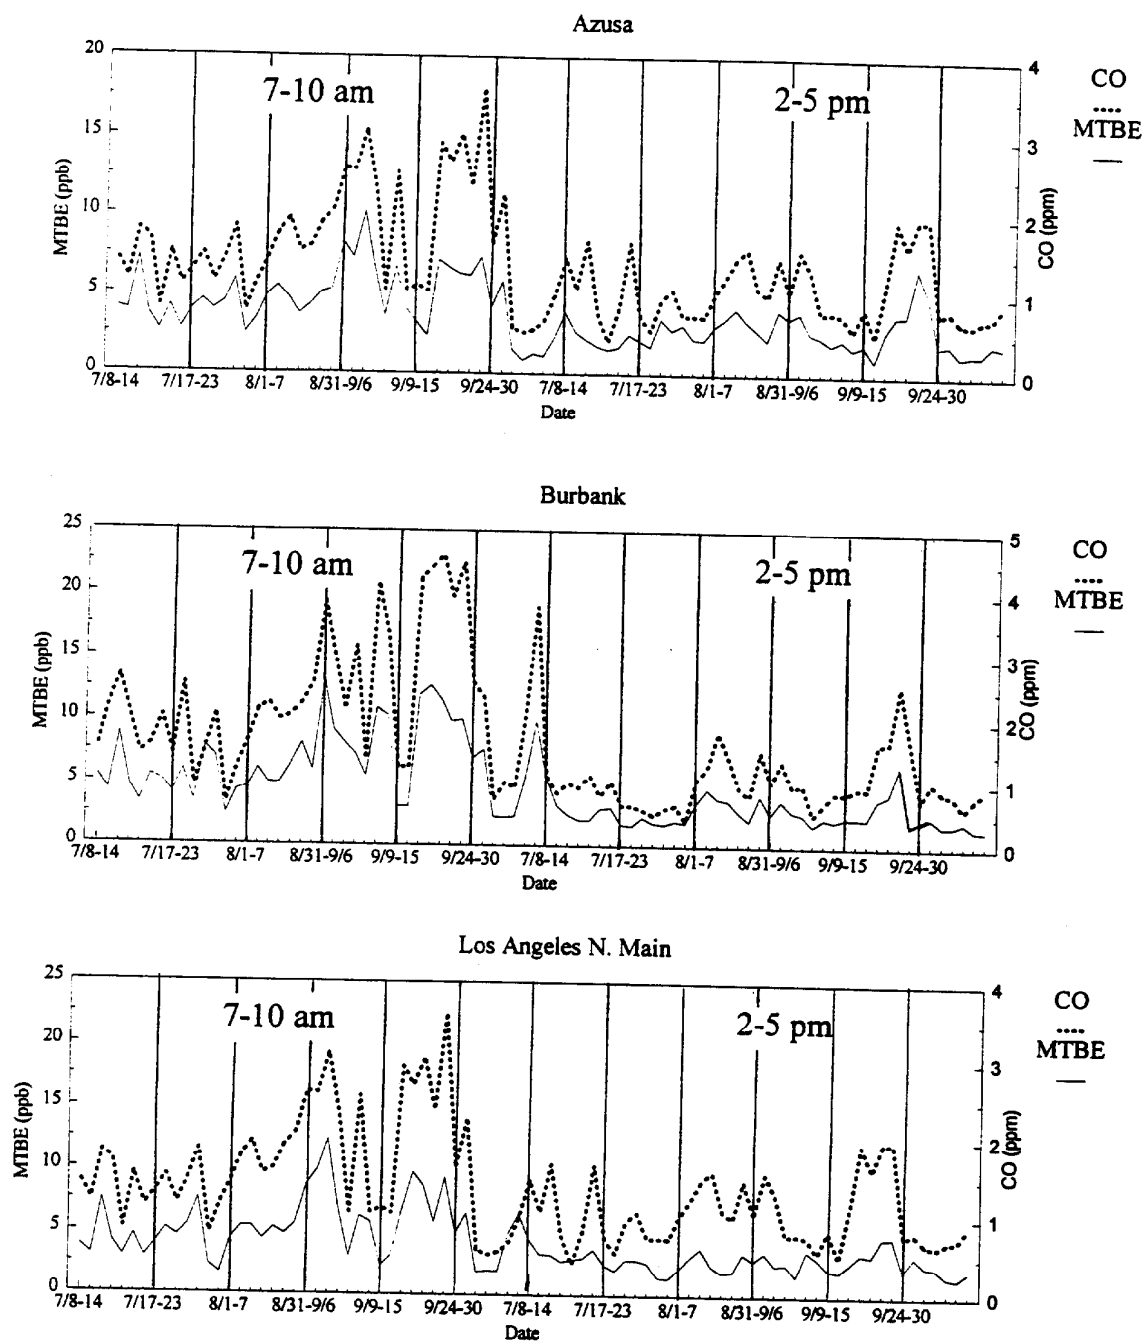 Azusa
20
15
10
5
0
MTBE (ppb)
7-10 am
2-5 pm
4
3
2
1
0
CO (ppm)
CO
MTBE
7/8-14 7/17-23 8/1-7 8/31-9/6 9/9-15 9/24-30 7/8-14 7/17-23 8/1-7 8/31-9/6 9/9-15 9/24-30
Date
Burbank
25
20
15
10
5
0
MTBE (ppb)
7-10 am
2-5 pm
5
4
3
2
1
0
CO (ppm)
CO
MTBE
7/8-14 7/17-23 8/1-7 8/31-9/6 9/9-15 9/24-30 7/8-14 7/17-23 8/1-7 8/31-9/6 9/9-15 9/24-30
Date
Los Angeles N. Main
25
20
15
10
5
0
MTBE (ppb)
7-10 am
2-5 pm
4
3
2
1
0
CO (ppm)
CO
MTBE
7/8-14 7/17-23 8/1-7 8/31-9/6 9/9-15 9/24-30 7/8-14 7/17-23 8/1-7 8/31-9/6 9/9-15 9/24-30
Date